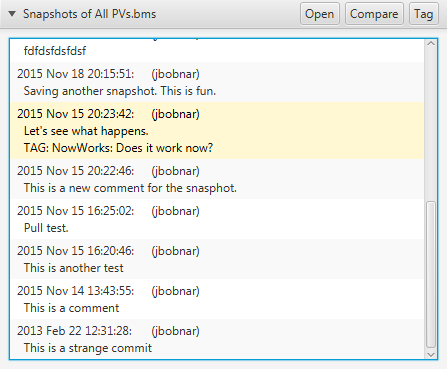 Snapshots of All PVs.bms
Open
Compare
Tag
fdfdsfdsfdsf
2015 Nov 18 20:15:51: (jbobnar)
Saving another snapshot. This is fun.
2015 Nov 15 20:23:42: (jbobnar)
Let's see what happens.
TAG: NowWorks: Does it work now?
2015 Nov 15 20:22:46: (jbobnar)
This is a new comment for the snaphot.
2015 Nov 15 16:25:02: (jbobnar)
Pull test.
2015 Nov 15 16:20:46: (jbobnar)
This is another test
2015 Nov 14 13:43:55: (jbobnar)
This is a comment
2013 Feb 22 12:31:28: (jbobnar)
This is a strange commit